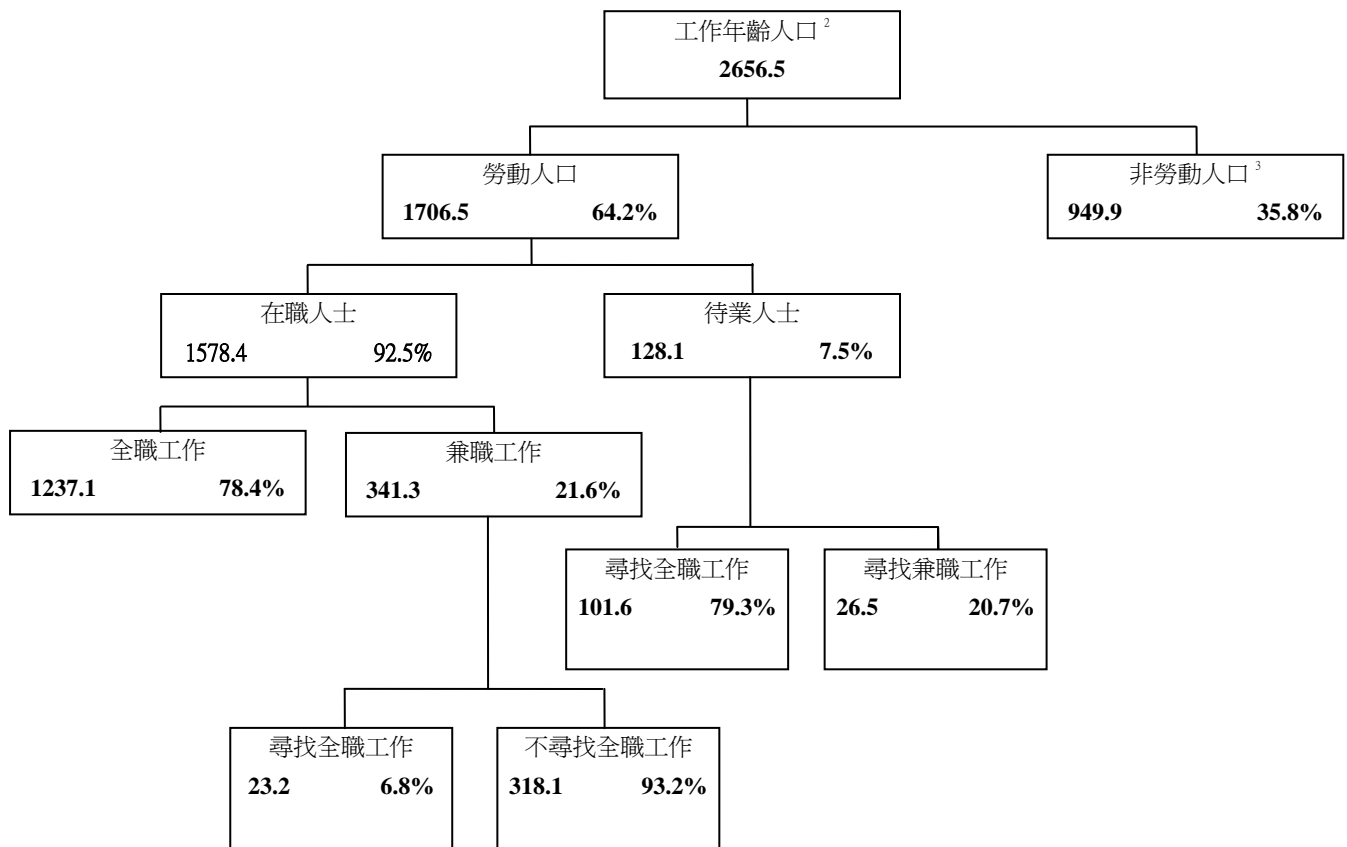 工作年齡人口 2
2656.5
勞動人口
1706.5 64.2%
非勞動人口 3
949.9 35.8%
在職人士
1578.4 92.5%
待業人士
128.1 7.5%
全職工作
1237.1 78.4%
兼職工作
341.3 21.6%
尋找全職工作
101.6 79.3%
尋找兼職工作
26.5 20.7%
尋找全職工作
23.2 6.8%
不尋找全職工作
318.1 93.2%